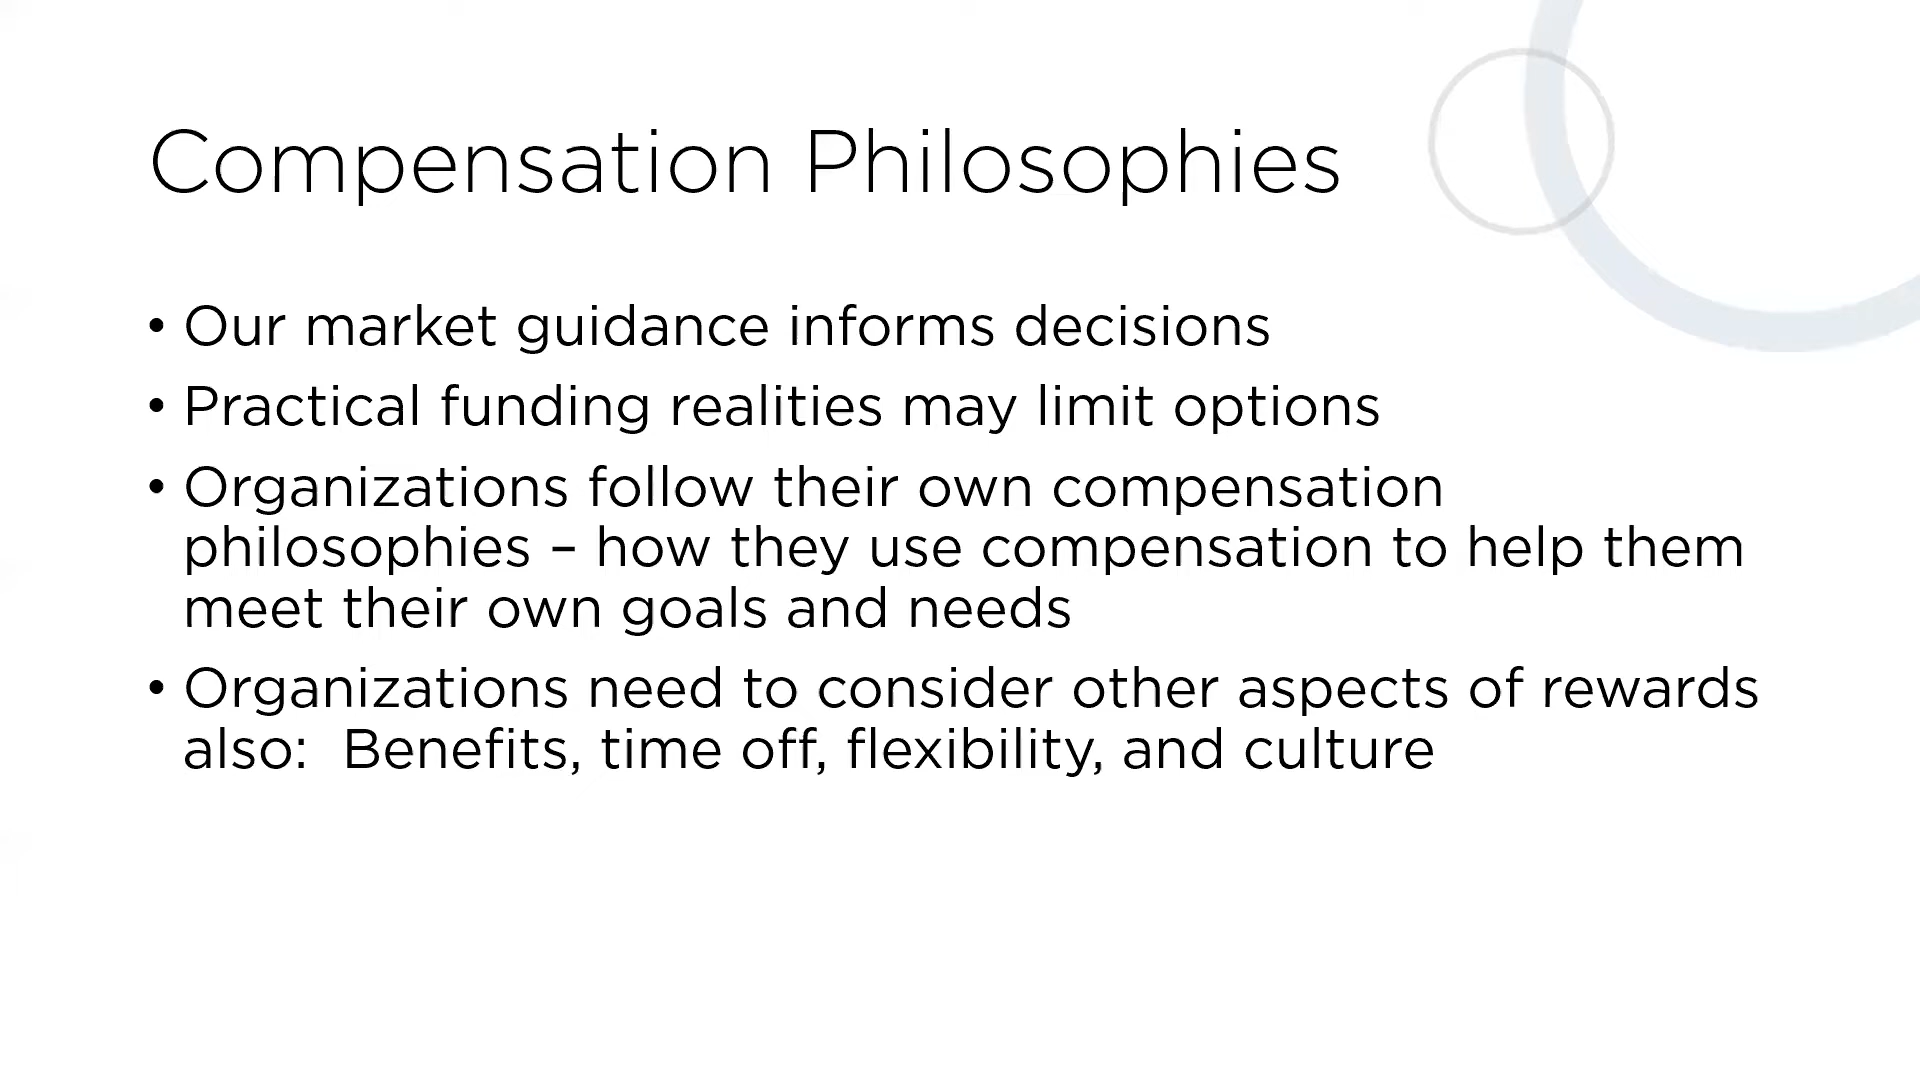 Compensation Philosophies
• Our market guidance informs decisions
• Practical funding realities may limit options
• Organizations follow their own compensation
philosophies – how they use compensation to help them
meet their own goals and needs
• Organizations need to consider other aspects of rewards
also:  Benefits, time off, flexibility, and culture